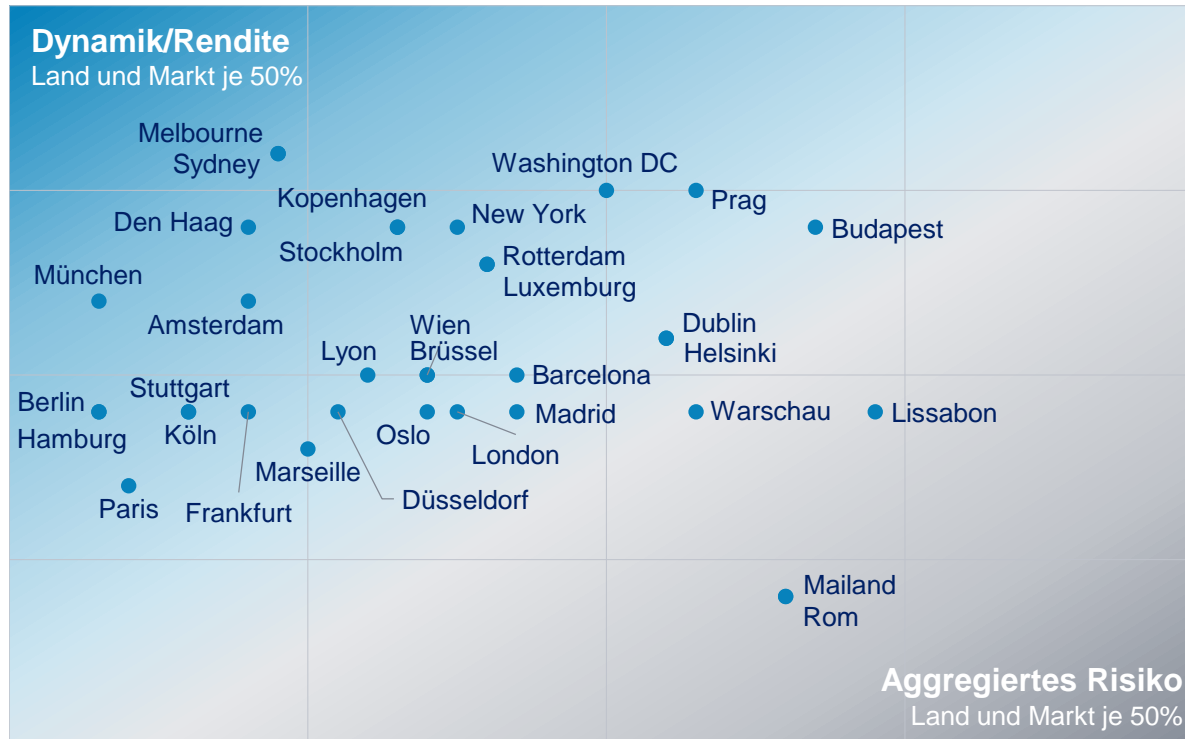 Dynamik/Rendite
Land und Markt je 50%
Melbourne
Sydney
Washington DC
Kopenhagen
Prag
New York
Den Haag
Budapest
Stockholm
Rotterdam
Luxemburg
München
Amsterdam
Wien
Dublin
Lyon
Brüssel
Helsinki
Barcelona
Stuttgart
Berlin
Madrid
Warschau
Lissabon
Hamburg
Köln
Oslo
London
Marseille
Düsseldorf
Paris
Frankfurt
Mailand
Rom
Aggregiertes Risiko
Land und Markt je 50%